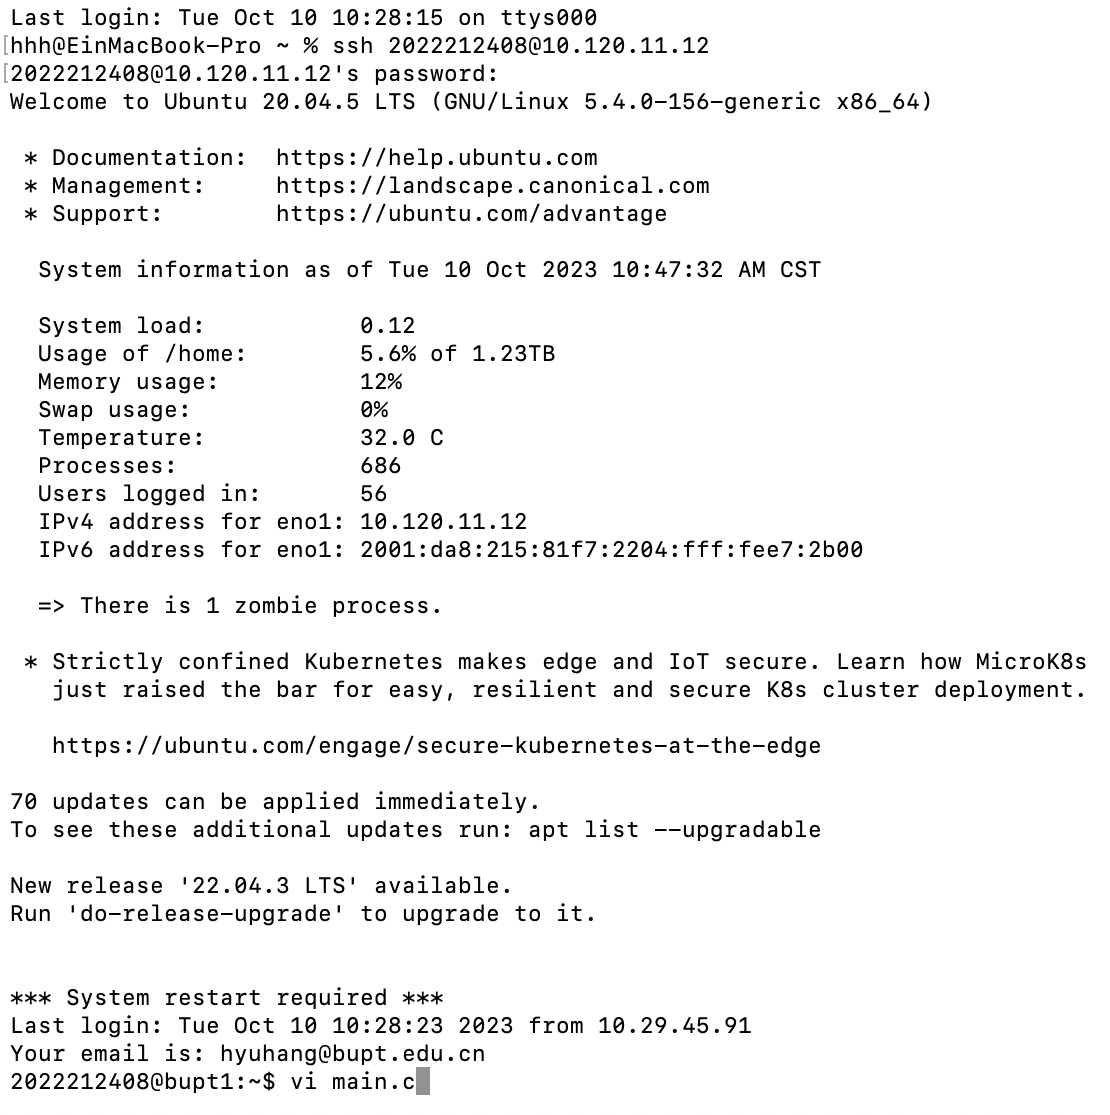 Last login: Tue Oct 10 10:28:15 on ttys000
[hhh@EinMacBook-Pro ~ % ssh 2022212408@10.120.11.12
[2022212408@10.120.11.12's password:
Welcome to Ubuntu 20.04.5 LTS (GNU/Linux 5.4.0-156-generic x86_64)
* Documentation:  https://help.ubuntu.com
* Management:     https://landscape.canonical.com
* Support:        https://ubuntu.com/advantage
System information as of Tue 10 Oct 2023 10:47:32 AM CST
System load:           0.12
Usage of /home:        5.6% of 1.23TB
Memory usage:          12%
Swap usage:            0%
Temperature:           32.0 C
Processes:             686
Users logged in:       56
IPv4 address for eno1: 10.120.11.12
IPv6 address for eno1: 2001:da8:215:81f7:2204:fff:fee7:2b00
=> There is 1 zombie process.
* Strictly confined Kubernetes makes edge and IoT secure. Learn how MicroK8s
just raised the bar for easy, resilient and secure K8s cluster deployment.
https://ubuntu.com/engage/secure-kubernetes-at-the-edge
70 updates can be applied immediately.
To see these additional updates run: apt list --upgradable
New release '22.04.3 LTS' available.
Run 'do-release-upgrade' to upgrade to it.
*** System restart required ***
Last login: Tue Oct 10 10:28:23 2023 from 10.29.45.91
Your email is: hyuhang@bupt.edu.cn
2022212408@bupt1:~$ vi main.c